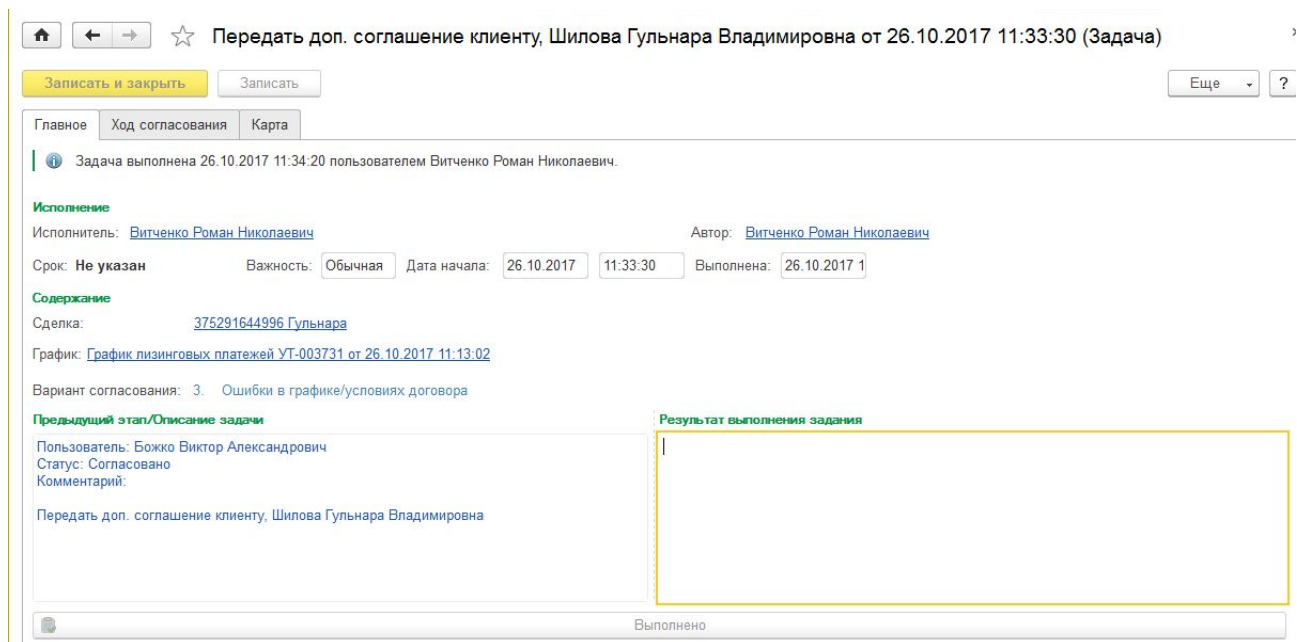 Передать доп. соглашение клиенту, Шилова Гульнара Владимировна от 26.10.2017 11:33:30 (Задача)
Записать и закрыть Записать Еще ?
Главное Ход согласования Карта
Задача выполнена 26.10.2017 11:34:20 пользователем Витченко Роман Николаевич.
Исполнение
Исполнитель: Витченко Роман Николаевич Автор: Витченко Роман Николаевич
Срок: Не указан Важность: Обычная Дата начала: 26.10.2017 11:33:30 Выполнена: 26.10.2017 1
Содержание
Сделка: 375291644996 Гульнара
График: График лизинговых платежей УТ-003731 от 26.10.2017 11:13:02
Вариант согласования: 3. Ошибки в графике/условиях договора
Предыдущий этап/Описание задачи Результат выполнения задания
Пользователь: Божко Виктор Александрович
Статус: Согласовано
Комментарий:
Передать доп. соглашение клиенту, Шилова Гульнара Владимировна
Выполнено